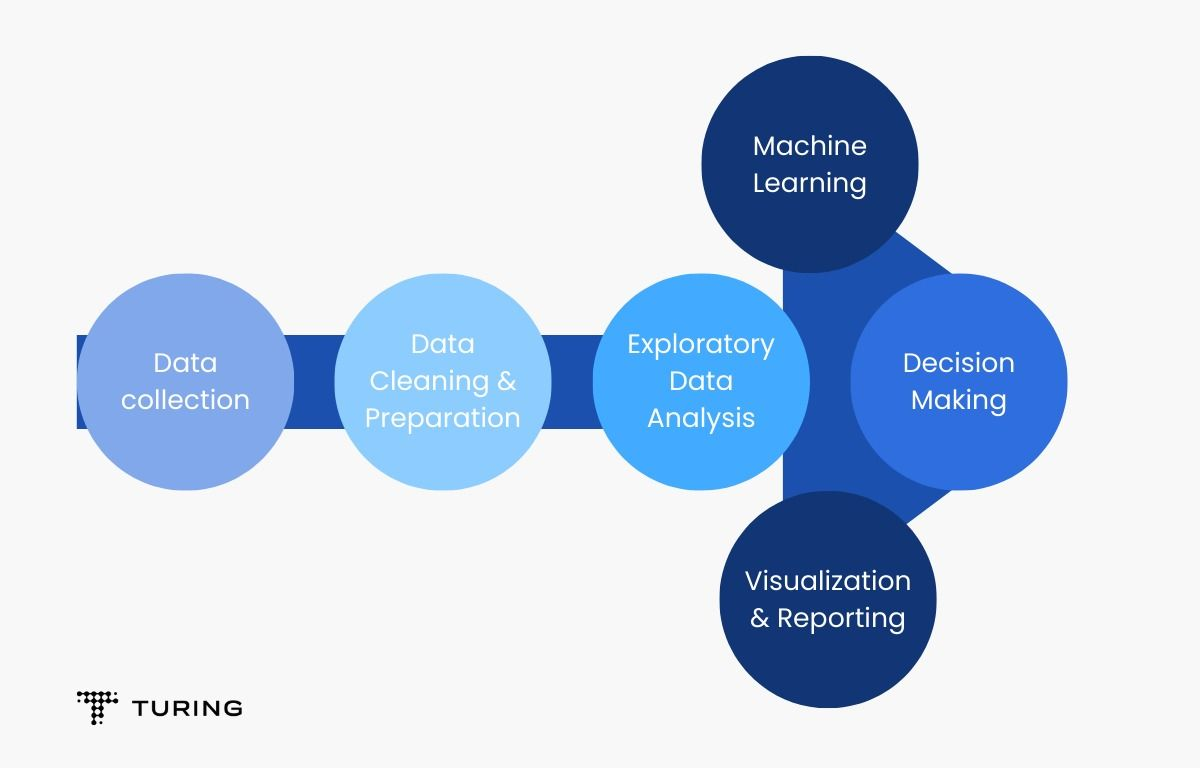 Machine
Learning
Data
collection
Data
Cleaning &
Preparation
Exploratory
Data
Analysis
Decision
Making
Visualization
& Reporting
TURING